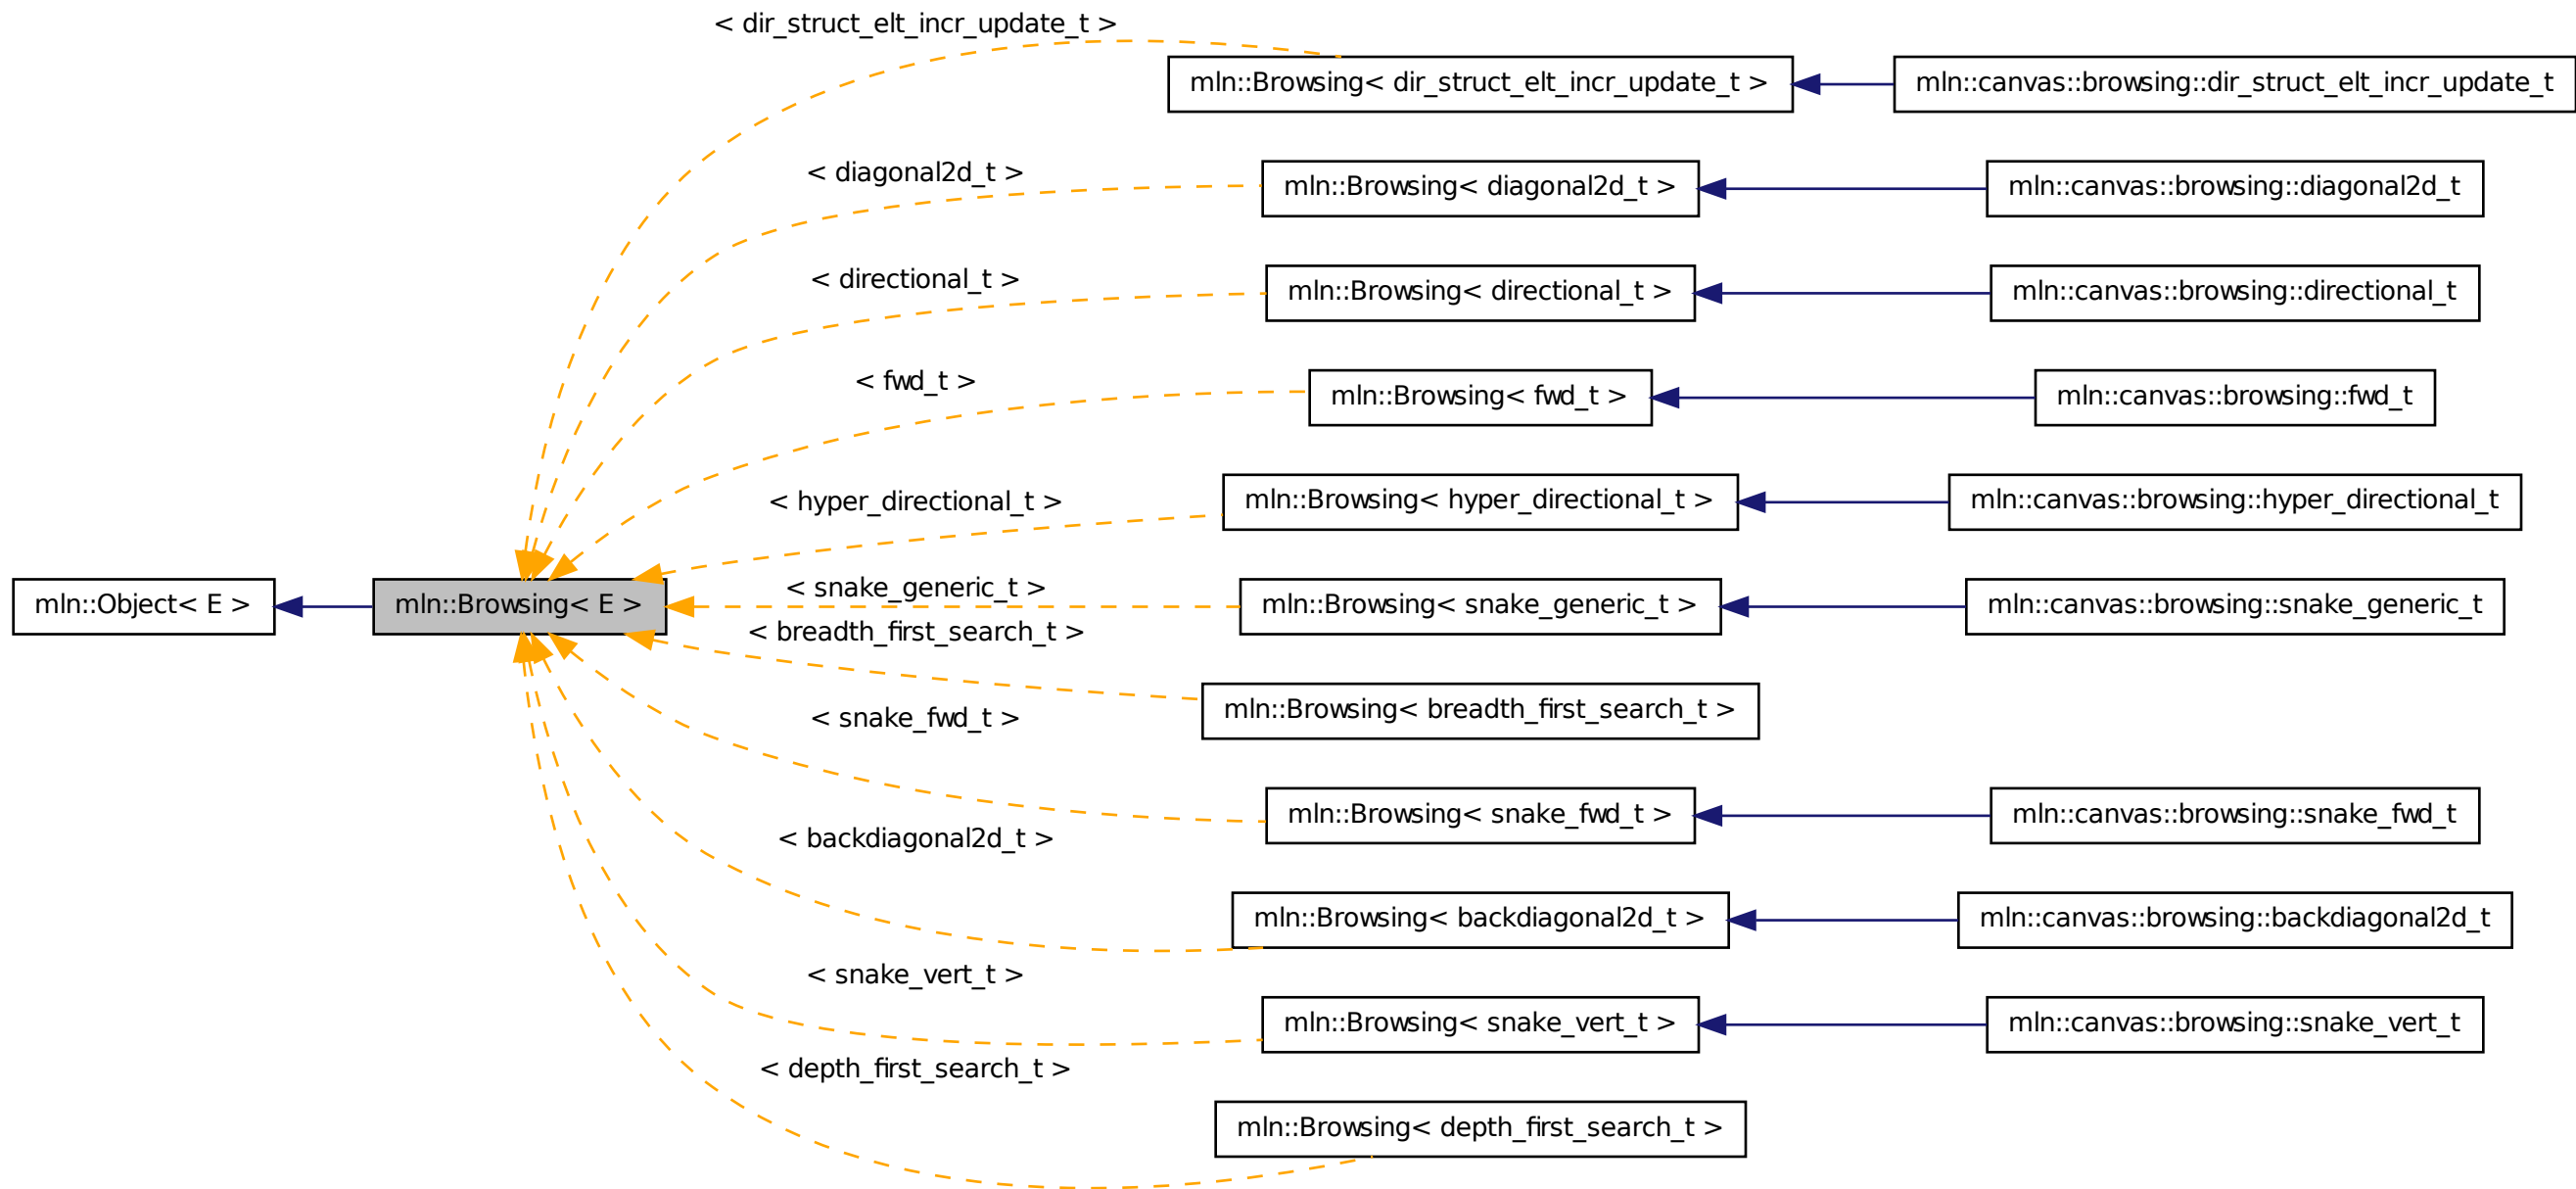 < dir_struct_elt_incr_update_t >
mln::Browsing< dir_struct_elt_incr_update_t >
mln::canvas::browsing::dir_struct_elt_incr_update_t
< diagonal2d_t >
mln::Browsing< diagonal2d_t >
mln::canvas::browsing::diagonal2d_t
< directional_t >
mln::Browsing< directional_t >
mln::canvas::browsing::directional_t
< fwd_t >
mln::Browsing< fwd_t >
mln::canvas::browsing::fwd_t
< hyper_directional_t >
mln::Browsing< hyper_directional_t >
mln::canvas::browsing::hyper_directional_t
mln::Object< E >
mln::Browsing< E >
< snake_generic_t >
mln::Browsing< snake_generic_t >
mln::canvas::browsing::snake_generic_t
< breadth_first_search_t >
mln::Browsing< breadth_first_search_t >
< snake_fwd_t >
mln::Browsing< snake_fwd_t >
mln::canvas::browsing::snake_fwd_t
< backdiagonal2d_t >
mln::Browsing< backdiagonal2d_t >
mln::canvas::browsing::backdiagonal2d_t
< snake_vert_t >
mln::Browsing< snake_vert_t >
mln::canvas::browsing::snake_vert_t
< depth_first_search_t >
mln::Browsing< depth_first_search_t >